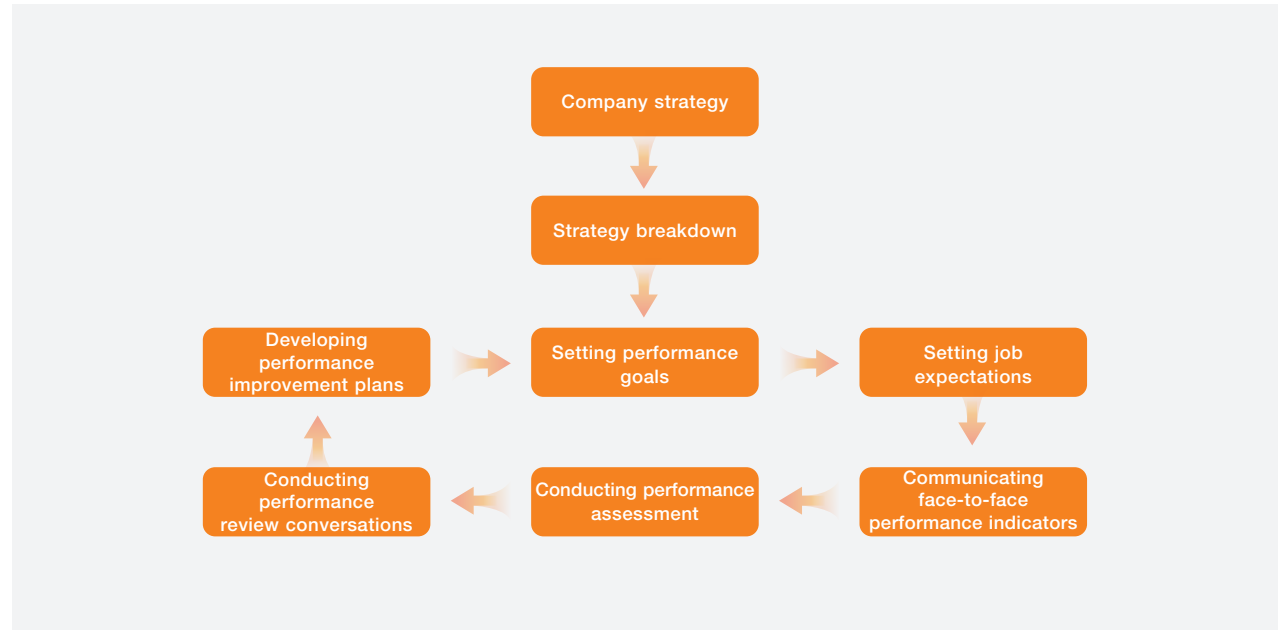 Company strategy
Strategy breakdown
Developing
performance
improvement plans
Setting performance
goals
Setting job
expectations
Conducting
performance
review conversations
Conducting performance
assessment
Communicating
face-to-face
performance indicators